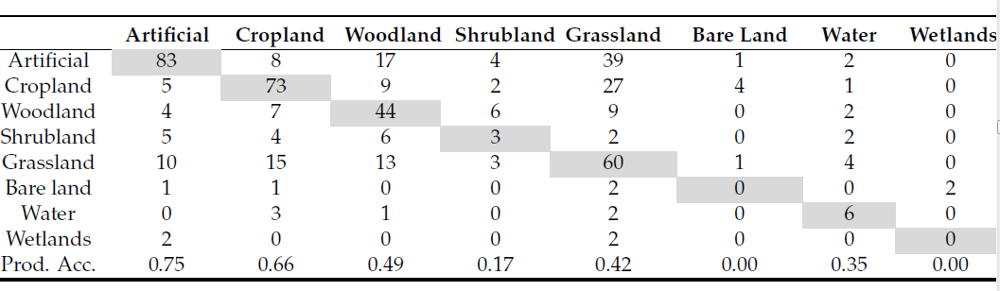 Artificial Cropland Woodland Shrubland Grassland Bare Land Water Wetlands
Artificial 83 8 17 4 39 1 2 0
Cropland 5 73 9 2 27 4 1 0
Woodland 4 7 44 6 9 0 2 0
Shrubland 5 4 6 3 2 0 2 0
Grassland 10 15 13 3 60 1 4 0
Bare land 1 1 0 0 2 0 0 2
Water 0 3 1 0 2 0 6 0
Wetlands 2 0 0 0 2 0 0 0
Prod. Acc. 0.75 0.66 0.49 0.17 0.42 0.00 0.35 0.00